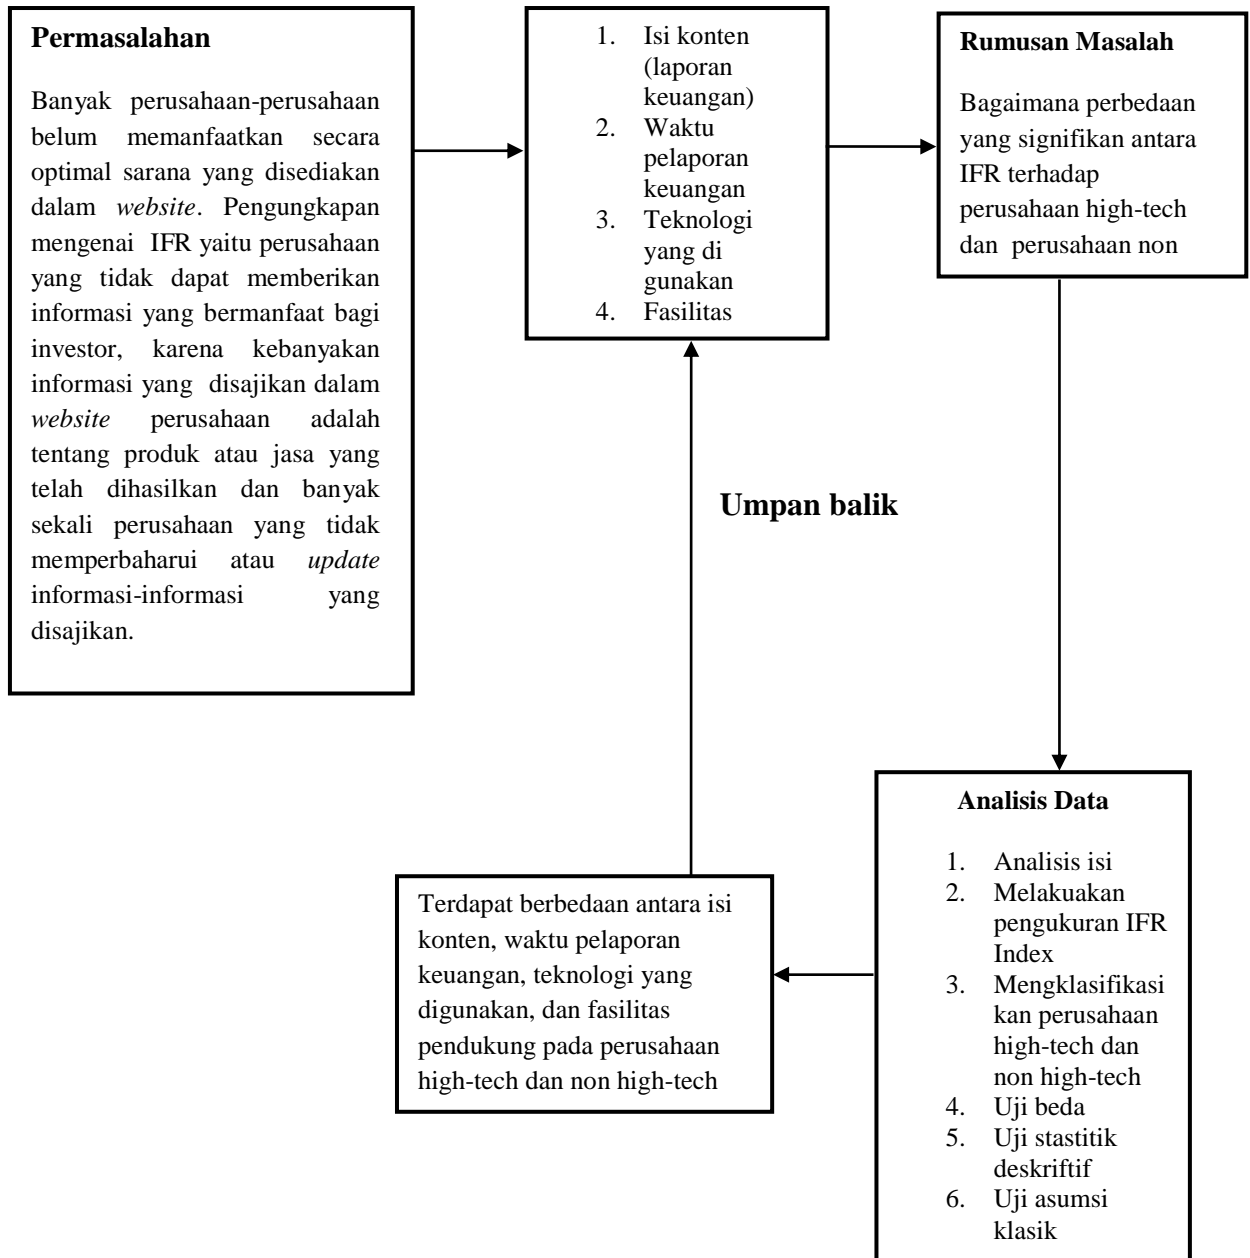 Permasalahan
Banyak perusahaan-perusahaan
belum memanfaatkan secara
optimal sarana yang disediakan
dalam website. Pengungkapan
mengenai IFR yaitu perusahaan
yang tidak dapat memberikan
informasi yang bermanfaat bagi
investor, karena kebanyakan
informasi yang disajikan dalam
website perusahaan adalah
tentang produk atau jasa yang
telah dihasilkan dan banyak
sekali perusahaan yang tidak
memperbaharui atau update
informasi-informasi yang
disajikan.
1. Isi konten
(laporan
keuangan)
2. Waktu
pelaporan
keuangan
3. Teknologi
yang di
gunakan
4. Fasilitas
Rumusan Masalah
Bagaimana perbedaan
yang signifikan antara
IFR terhadap
perusahaan high-tech
dan perusahaan non
Umpan balik
Analisis Data
1. Analisis isi
2. Melakuakan
pengukuran IFR
Index
3. Mengklasifikasi
kan perusahaan
high-tech dan
non high-tech
4. Uji beda
5. Uji stastitik
deskriftif
6. Uji asumsi
klasik
Terdapat berbedaan antara isi
konten, waktu pelaporan
keuangan, teknologi yang
digunakan, dan fasilitas
pendukung pada perusahaan
high-tech dan non high-tech